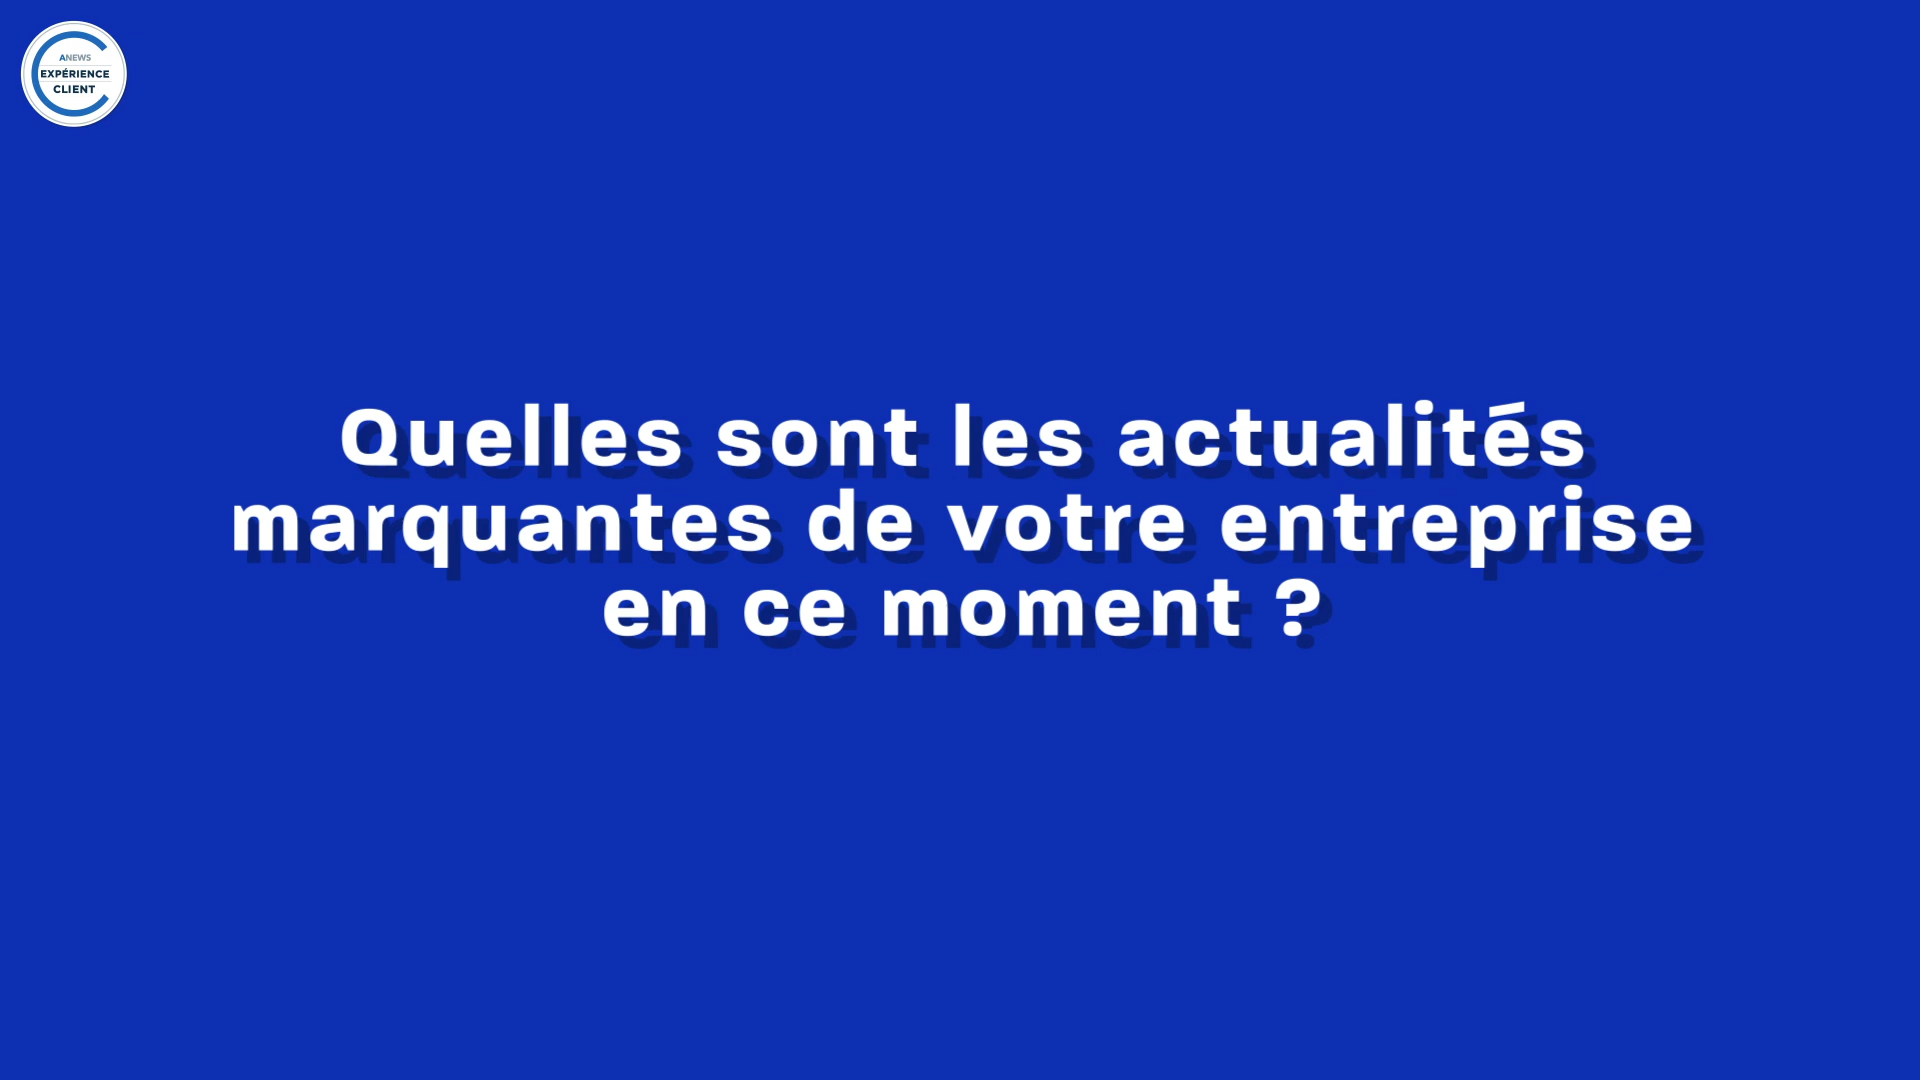 ANEWS
EXPÉRIENCE
CLIENT
Quelles sont les actualités
marquantes de votre entreprise
en ce moment ?